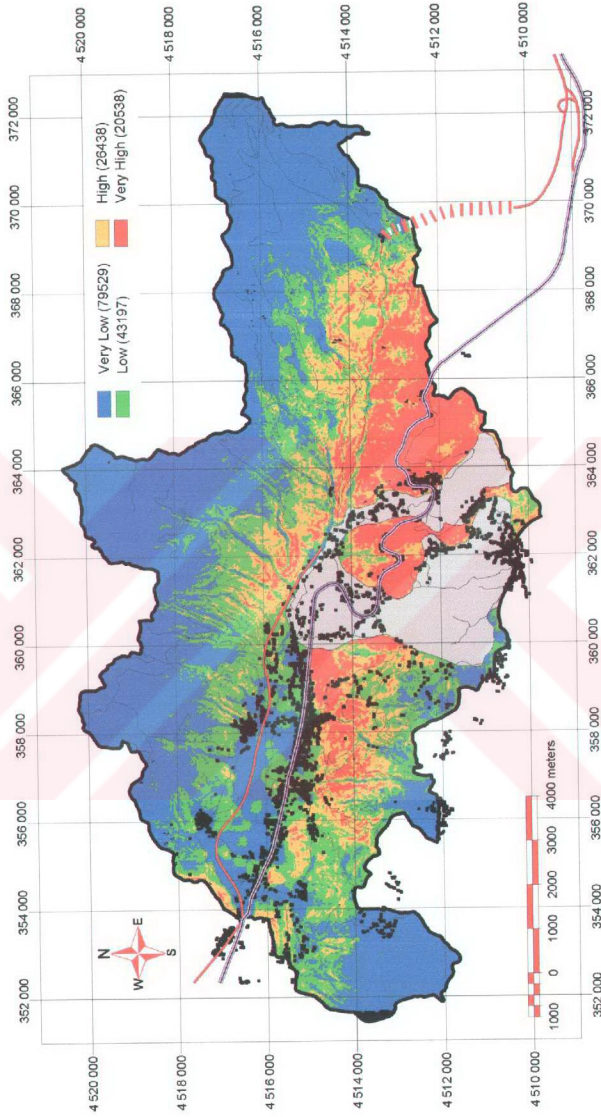 352 000 354 000 356 000 358 000 360 000 362 000 364 000 366 000 368 000 370 000 372 000
4 520 000 4 520 000
4 518 000 4 518 000
4 516 000 4 516 000
4 514 000 4 514 000
4 512 000 4 512 000
4 510 000 4 510 000
N
W E
S
Very Low (79529) High (26438)
Low (43197) Very High (20538)
1000 0 1000 2000 3000 4000 meters
352 000 354 000 356 000 358 000 360 000 362 000 364 000 366 000 368 000 370 000 372 000